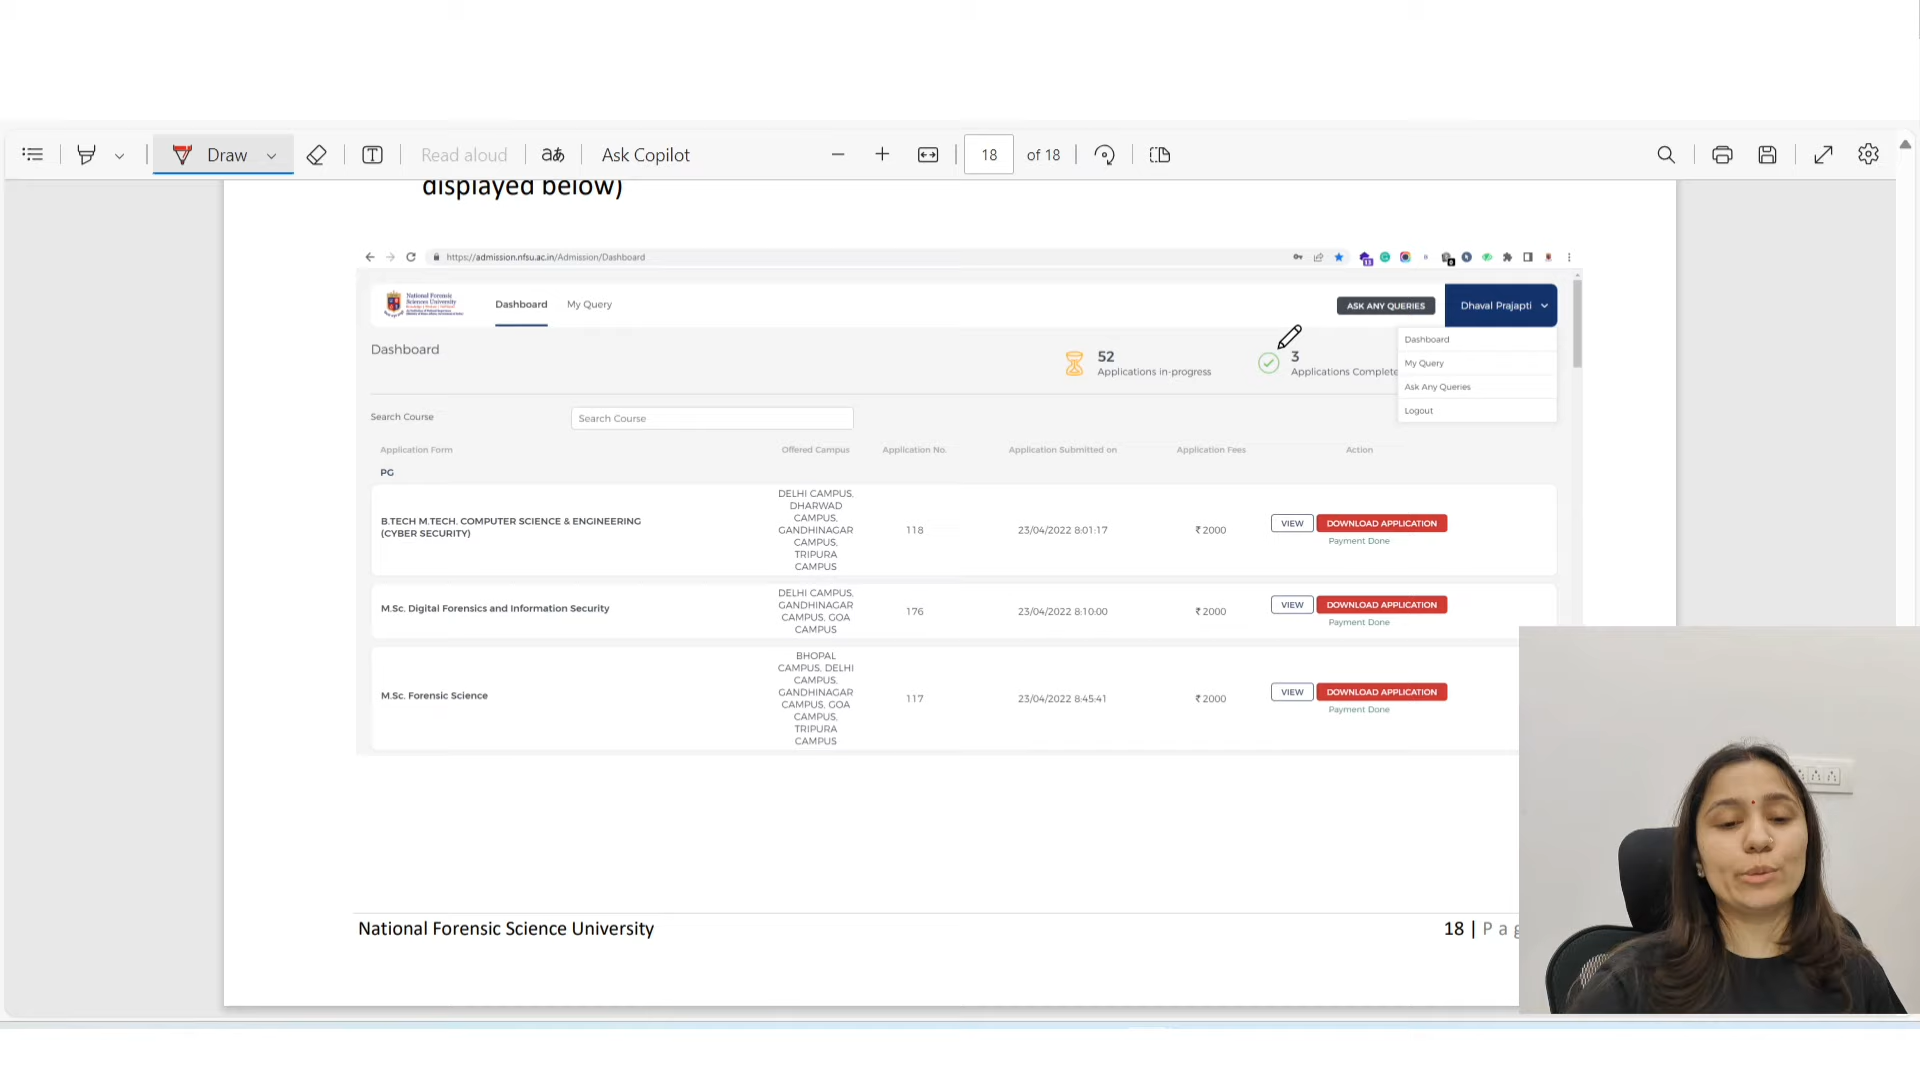 Draw
Read aloud
aあ
Ask Copilot
18
of 18
displayed below)
https://admission.nfsu.ac.in/Admission/Dashboard
National Forensic
Sciences University
Dashboard
My Query
ASK ANY QUERIES
Dhaval Prajapti
Dashboard
My Query
Ask Any Queries
Logout
Dashboard
52
Applications in-progress
3
Applications Complete
Search Course
Search Course
Application Form
Offered Campus
Application No.
Application Submitted on
Application Fees
Action
PG
B.TECH M.TECH. COMPUTER SCIENCE & ENGINEERING
(CYBER SECURITY)
DELHI CAMPUS,
DHARWAD
CAMPUS,
GANDHINAGAR
CAMPUS,
TRIPURA
CAMPUS
118
23/04/2022 8:01:17
₹ 2000
VIEW
DOWNLOAD APPLICATION
Payment Done
M.Sc. Digital Forensics and Information Security
DELHI CAMPUS,
GANDHINAGAR
CAMPUS, GOA
CAMPUS
176
23/04/2022 8:10:00
₹ 2000
VIEW
DOWNLOAD APPLICATION
Payment Done
M.Sc. Forensic Science
BHOPAL
CAMPUS, DELHI
CAMPUS,
GANDHINAGAR
CAMPUS, GOA
CAMPUS,
TRIPURA
CAMPUS
117
23/04/2022 8:45:41
₹ 2000
VIEW
DOWNLOAD APPLICATION
Payment Done
National Forensic Science University
18 | Pag